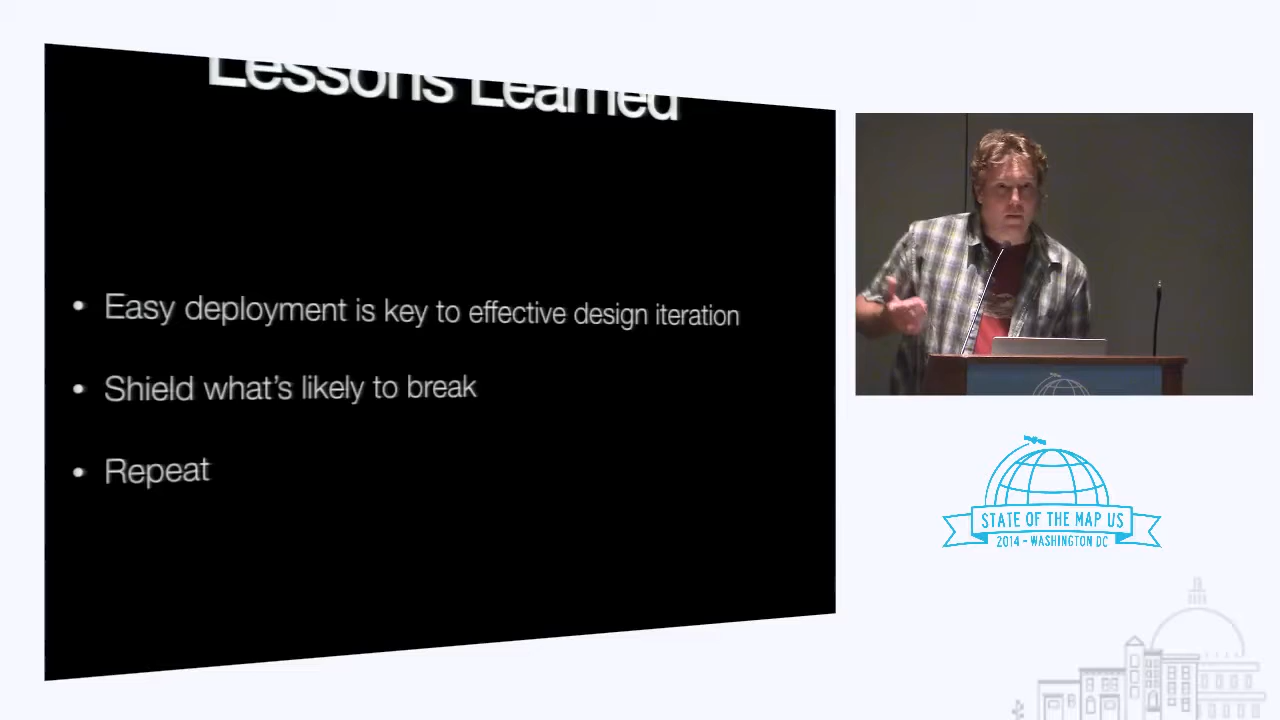 Lessons Learned
• Easy deployment is key to effective design iteration
• Shield what's likely to break
• Repeat
STATE OF THE MAP US
2014 - WASHINGTON DC